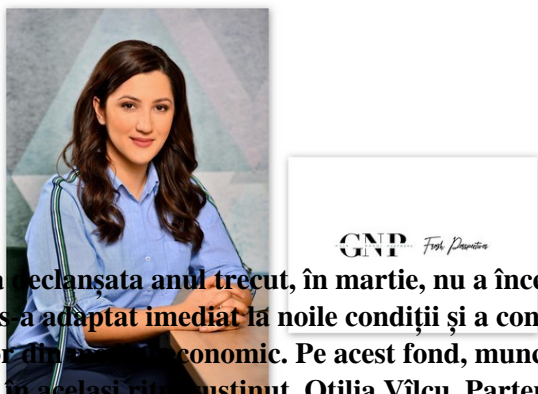 GNP Fresh Perspective
declanșata anul trecut, în martie, nu a înce
s-a adaptat imediat la noile condiții și a con
din economic. Pe acest fond, munc
în același ritm susținut. Otilia Vîlcu, Parten